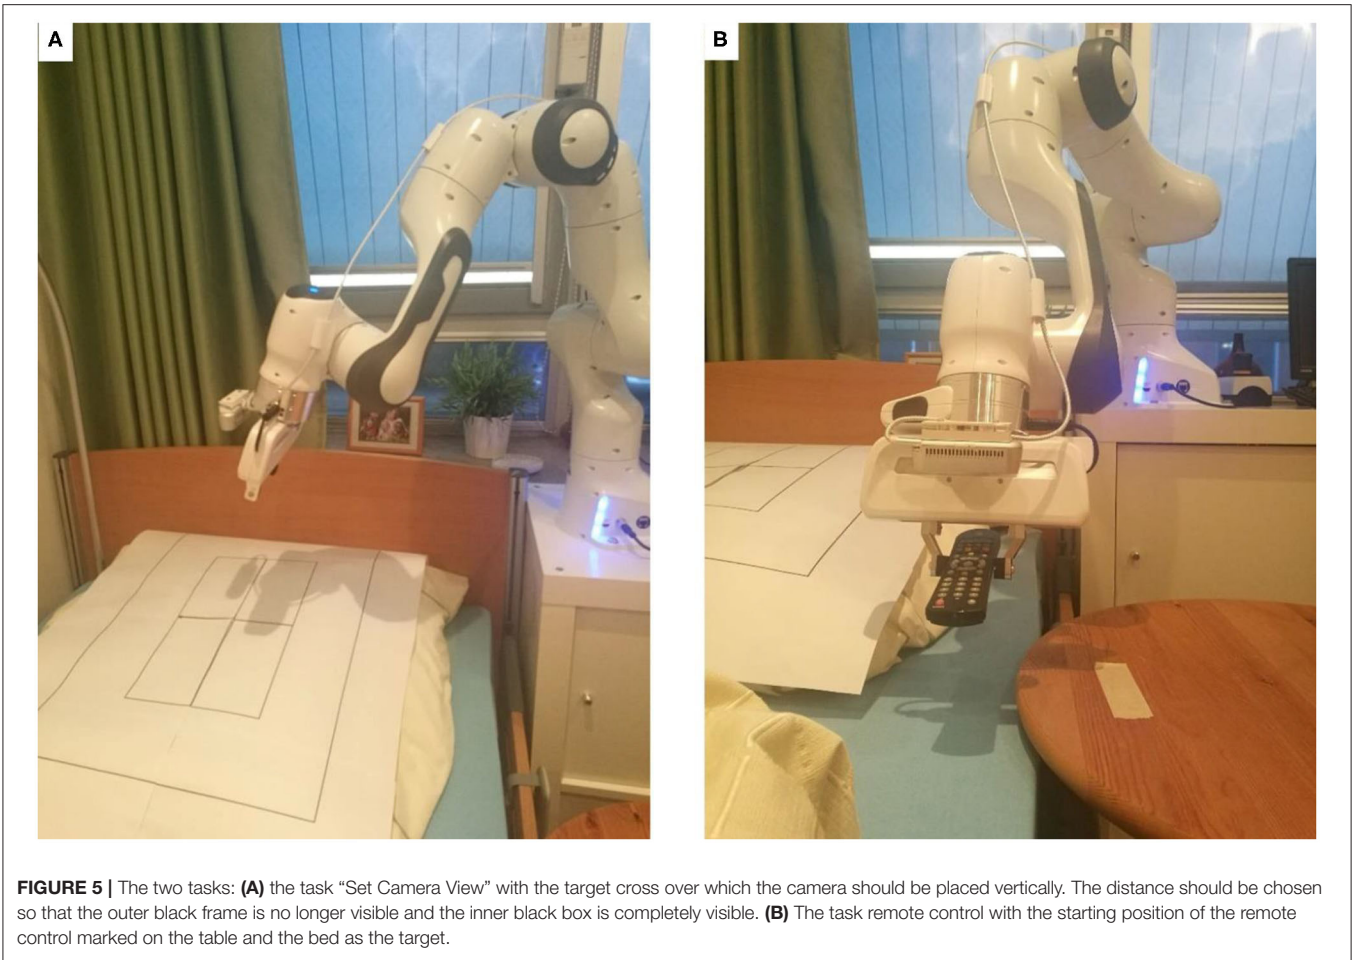 A
B
FIGURE 5 | The two tasks: (A) the task “Set Camera View” with the target cross over which the camera should be placed vertically. The distance should be chosen
so that the outer black frame is no longer visible and the inner black box is completely visible. (B) The task remote control with the starting position of the remote
control marked on the table and the bed as the target.